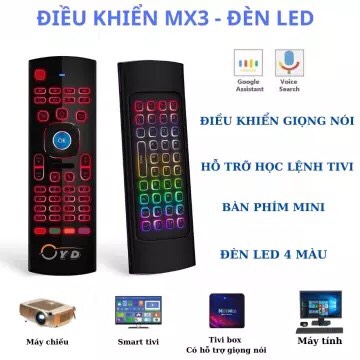 ĐIỀU KHIỂN MX3 - ĐÈN LED
Google Assistant
Voice Search
ĐIỀU KHIỂN GIỌNG NÓI
HỖ TRỢ HỌC LỆNH TIVI
BÀN PHÍM MINI
ĐÈN LED 4 MÀU
OK
YD
Máy chiếu
Smart tivi
Tivi box
Có hỗ trợ giọng nói
Máy tính